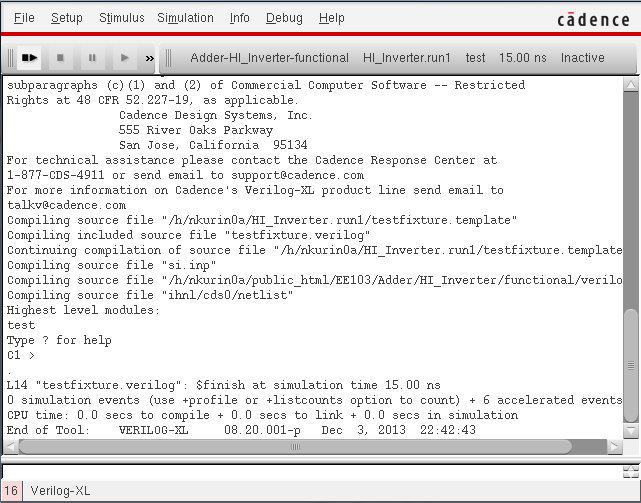 File Setup Stimulus Simulation Info Debug Help cādence
» Adder-HI_Inverter-functional HI_Inverter.run1 test 15.00 ns Inactive
subparagraphs (c)(1) and (2) of Commercial Computer Software -- Restricted
Rights at 48 CFR 52.227-19, as applicable.
Cadence Design Systems, Inc.
555 River Oaks Parkway
San Jose, California 95134
For technical assistance please contact the Cadence Response Center at
1-877-CDS-4911 or send email to support@cadence.com
For more information on Cadence's Verilog-XL product line send email to
talkv@cadence.com
Compiling source file "/h/nkurin0a/HI_Inverter.run1/testfixture.template"
Compiling included source file "testfixture.verilog"
Continuing compilation of source file "/h/nkurin0a/HI_Inverter.run1/testfixture.template
Compiling source file "si.inp"
Compiling source file "/h/nkurin0a/public_html/EE103/Adder/HI_Inverter/functional/verilo
Compiling source file "ihnl/cds0/netlist"
Highest level modules:
test
Type ? for help
C1 >
.
L14 "testfixture.verilog": $finish at simulation time 15.00 ns
0 simulation events (use +profile or +listcounts option to count) + 6 accelerated events
CPU time: 0.0 secs to compile + 0.0 secs to link + 0.0 secs in simulation
End of Tool: VERILOG-XL 08.20.001-p Dec 3, 2013 22:42:43
16 Verilog-XL